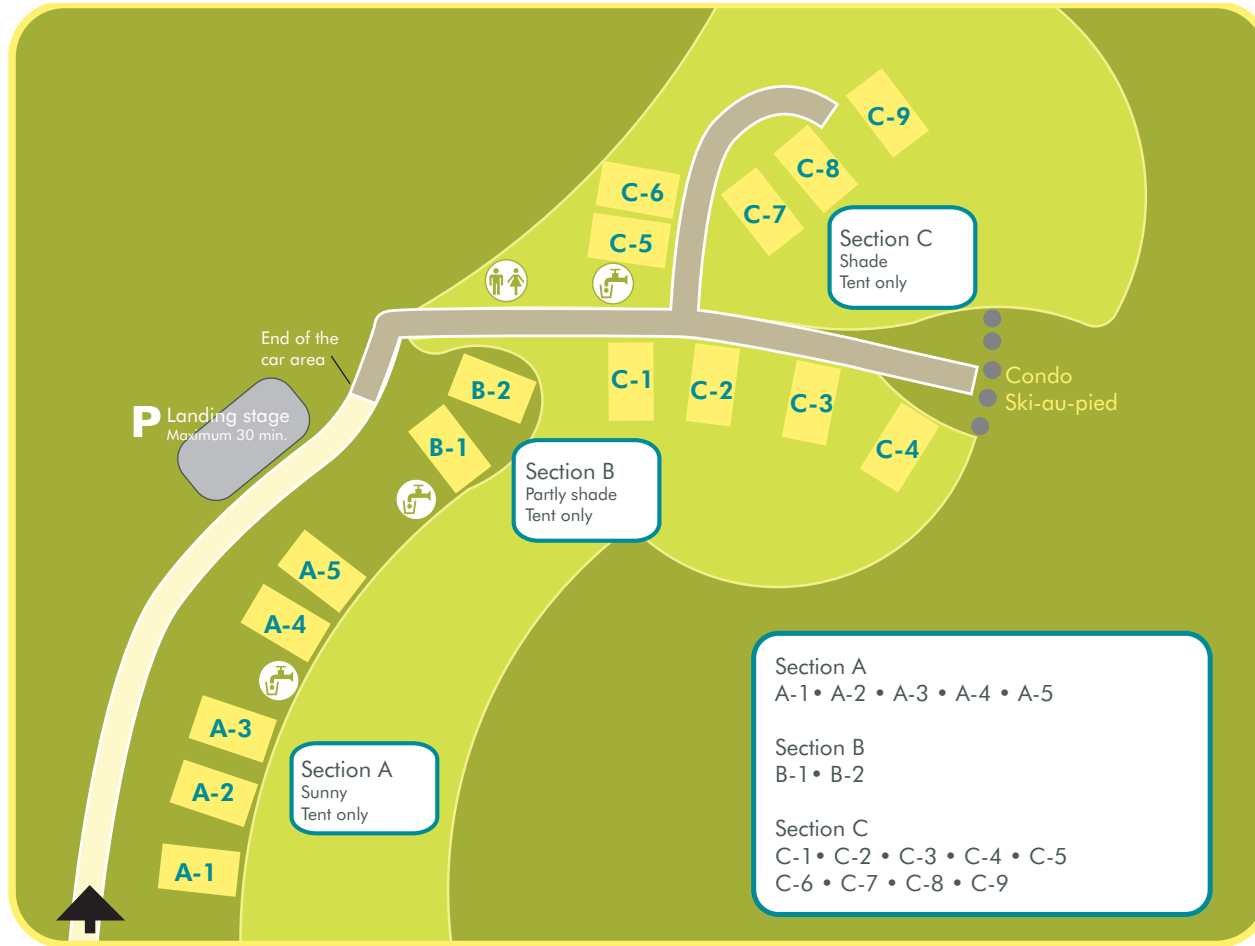 C-9
C-8
C-6
C-7
C-5
Section C
Shade
Tent only
End of the
car area
P Landing stage
Maximum 30 min.
Condo
Ski-au-pied
B-2
C-1
C-2
C-3
B-1
C-4
Section B
Partly shade
Tent only
A-5
A-4
A-3
A-2
A-1
Section A
Sunny
Tent only
Section A
A-1• A-2 • A-3 • A-4 • A-5
Section B
B-1• B-2
Section C
C-1• C-2 • C-3 • C-4 • C-5
C-6 • C-7 • C-8 • C-9